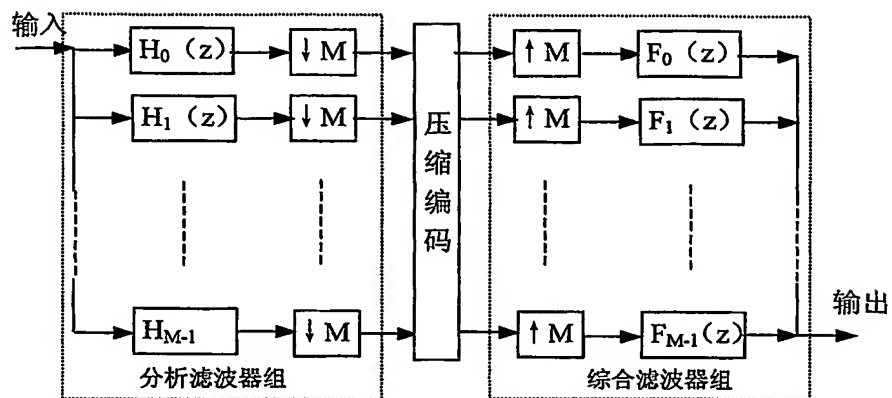 输入
H₀(z) ↓M ↑M F₀(z)
H₁(z) ↓M ↑M F₁(z)
压缩编码
H_{M-1} ↓M ↑M F_{M-1}(z)
输出
分析滤波器组
综合滤波器组